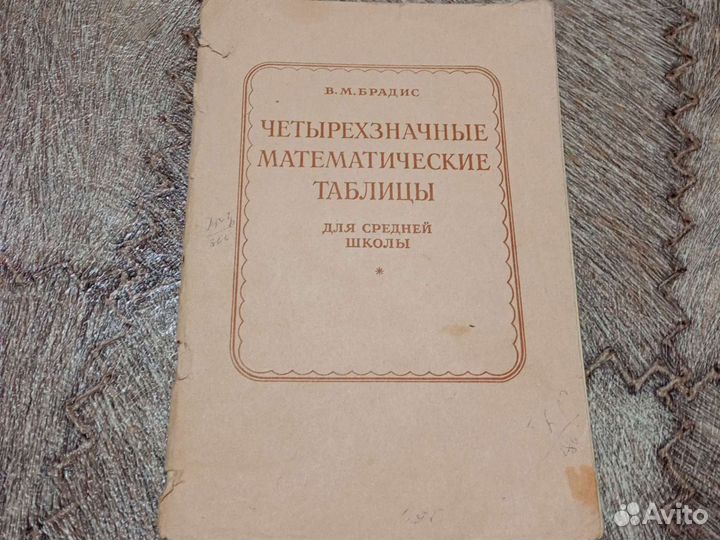 В. М. БРАДИС
ЧЕТЫРЕХЗНАЧНЫЕ
МАТЕМАТИЧЕСКИЕ
ТАБЛИЦЫ
ДЛЯ СРЕДНЕЙ
ШКОЛЫ
*
Avito